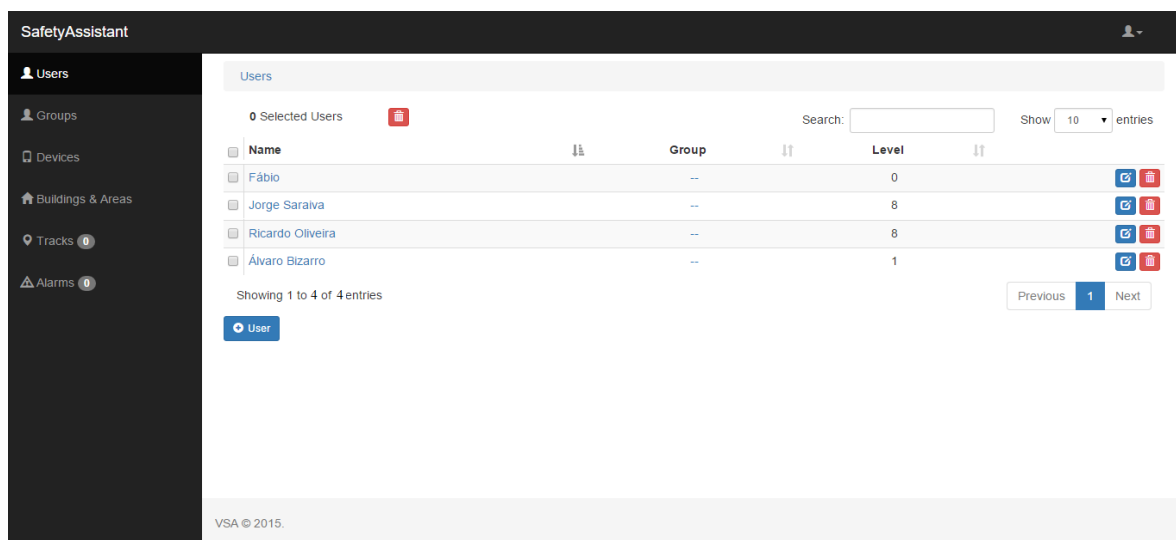 SafetyAssistant
Users
Groups
Devices
Buildings & Areas
Tracks 0
Alarms 0
Users
0 Selected Users Search: Show 10 entries
Name Group Level
Fábio -- 0
Jorge Saraiva -- 8
Ricardo Oliveira -- 8
Álvaro Bizarro -- 1
Showing 1 to 4 of 4 entries Previous 1 Next
User
VSA © 2015.